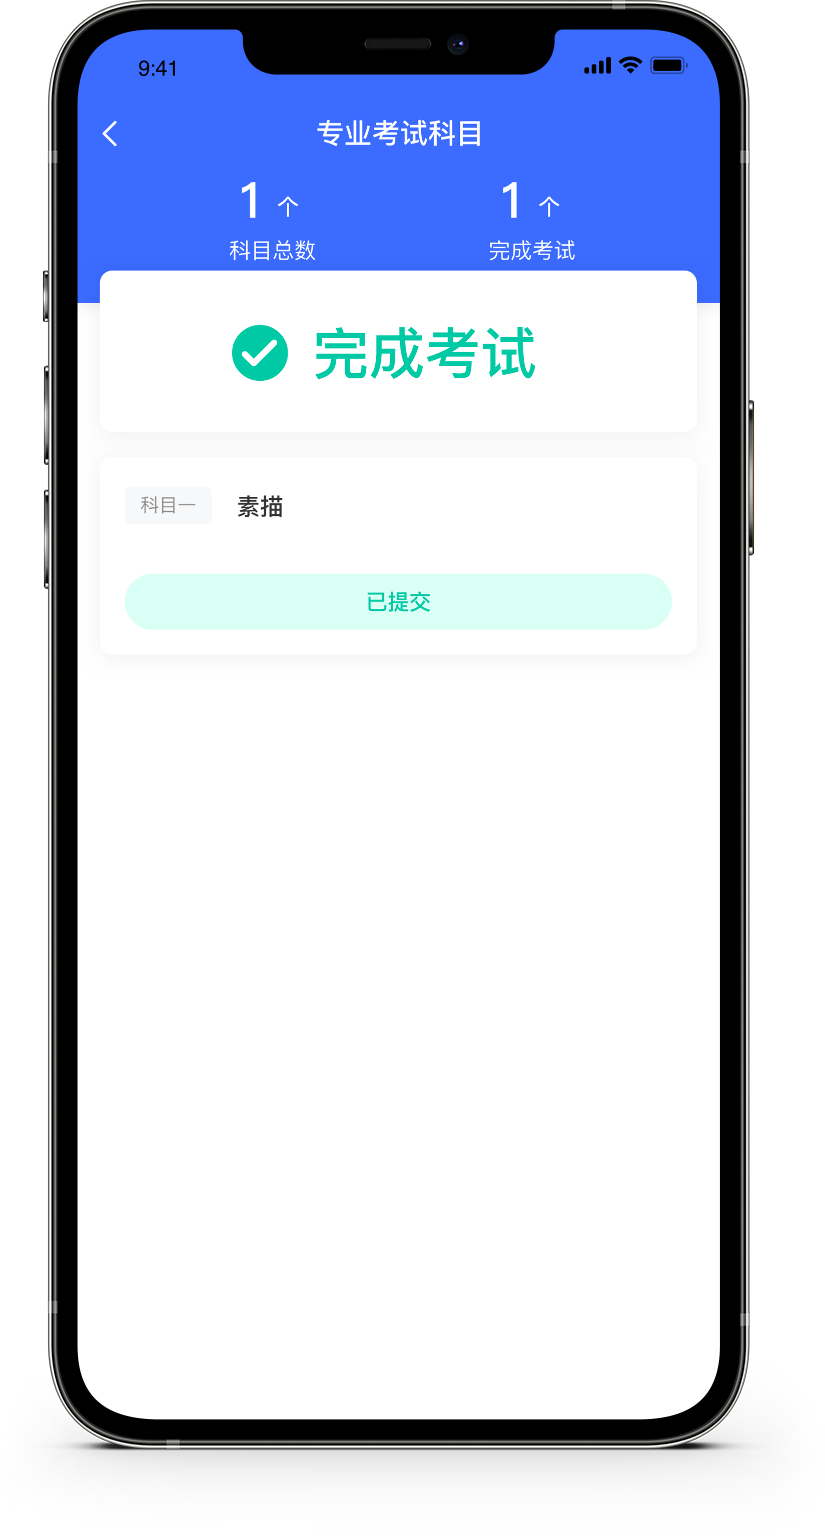 9:41
专业考试科目
1 个
1 个
科目总数
完成考试
完成考试
科目一
素描
已提交